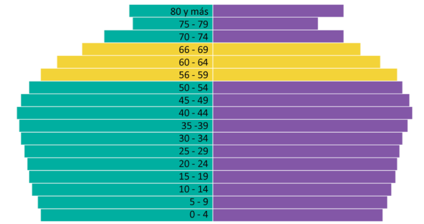 80 y más
75 - 79
70 - 74
66 - 69
60 - 64
56 - 59
50 - 54
45 - 49
40 - 44
35 -39
30 - 34
25 - 29
20 - 24
15 - 19
10 - 14
5 - 9
0 - 4